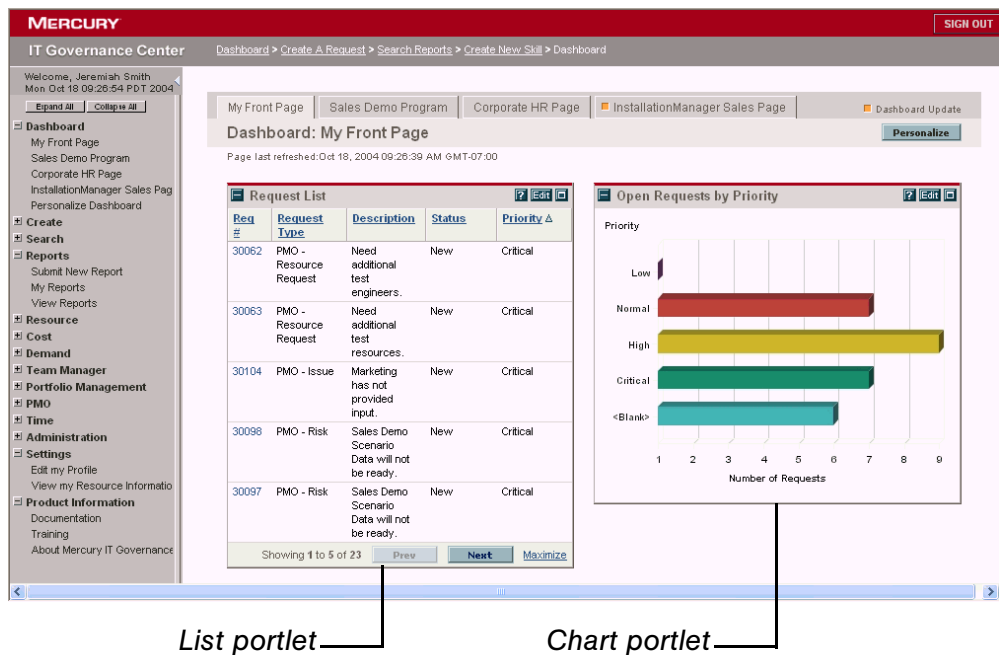 MERCURY
SIGN OUT
IT Governance Center
Dashboard > Create A Request > Search Reports > Create New Skill > Dashboard
Welcome, Jeremiah Smith
Mon Oct 18 09:26:54 PDT 2004
Expand All Collapse All
Dashboard
My Front Page
Sales Demo Program
Corporate HR Page
InstallationManager Sales Pag
Personalize Dashboard
Create
Search
Reports
Submit New Report
My Reports
View Reports
Resource
Cost
Demand
Team Manager
Portfolio Management
PMO
Time
Administration
Settings
Edit my Profile
View my Resource Informatio
Product Information
Documentation
Training
About Mercury IT Governance
My Front Page Sales Demo Program Corporate HR Page InstallationManager Sales Page Dashboard Update
Dashboard: My Front Page
Personalize
Page last refreshed:Oct 18, 2004 09:26:39 AM GMT-07:00
Request List ? Edit
Req # Request Type Description Status Priority
30062 PMO - Resource Request Need additional test engineers. New Critical
30063 PMO - Resource Request Need additional test resources. New Critical
30104 PMO - Issue Marketing has not provided input. New Critical
30098 PMO - Risk Sales Demo Scenario Data will not be ready. New Critical
30097 PMO - Risk Sales Demo Scenario Data will not be ready. New Critical
Showing 1 to 5 of 23 Prev Next Maximize
Open Requests by Priority ? Edit
Priority
Low
Normal
High
Critical
<Blank>
1 2 3 4 5 6 7 8 9
Number of Requests
List portlet
Chart portlet